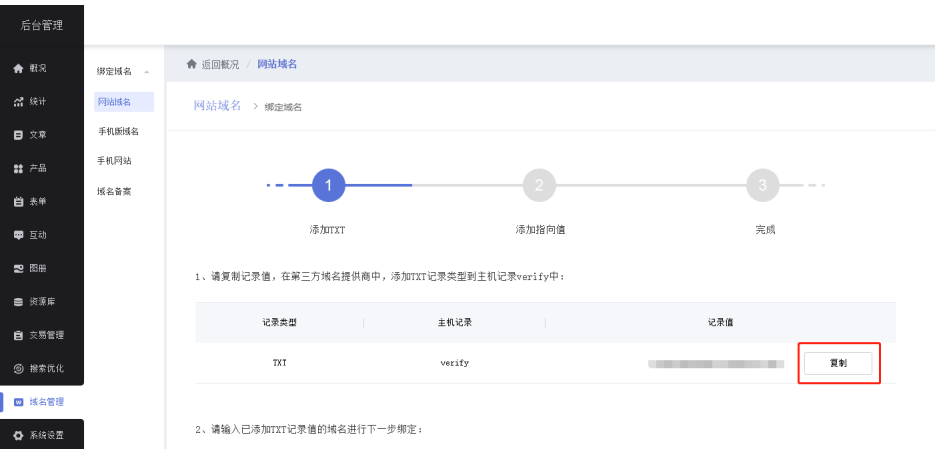 后台管理
概况
统计
文章
产品
表单
互动
图册
资源库
交易管理
搜索优化
域名管理
系统设置
绑定域名
网站域名
手机版域名
手机网站
域名备案
返回概况 / 网站域名
网站域名 > 绑定域名
1
2
3
添加TXT
添加指向值
完成
1、请复制记录值，在第三方域名提供商中，添加TXT记录类型到主机记录verify中：
记录类型 主机记录 记录值
TXT verify 复制
2、请输入已添加TXT记录值的域名进行下一步绑定：